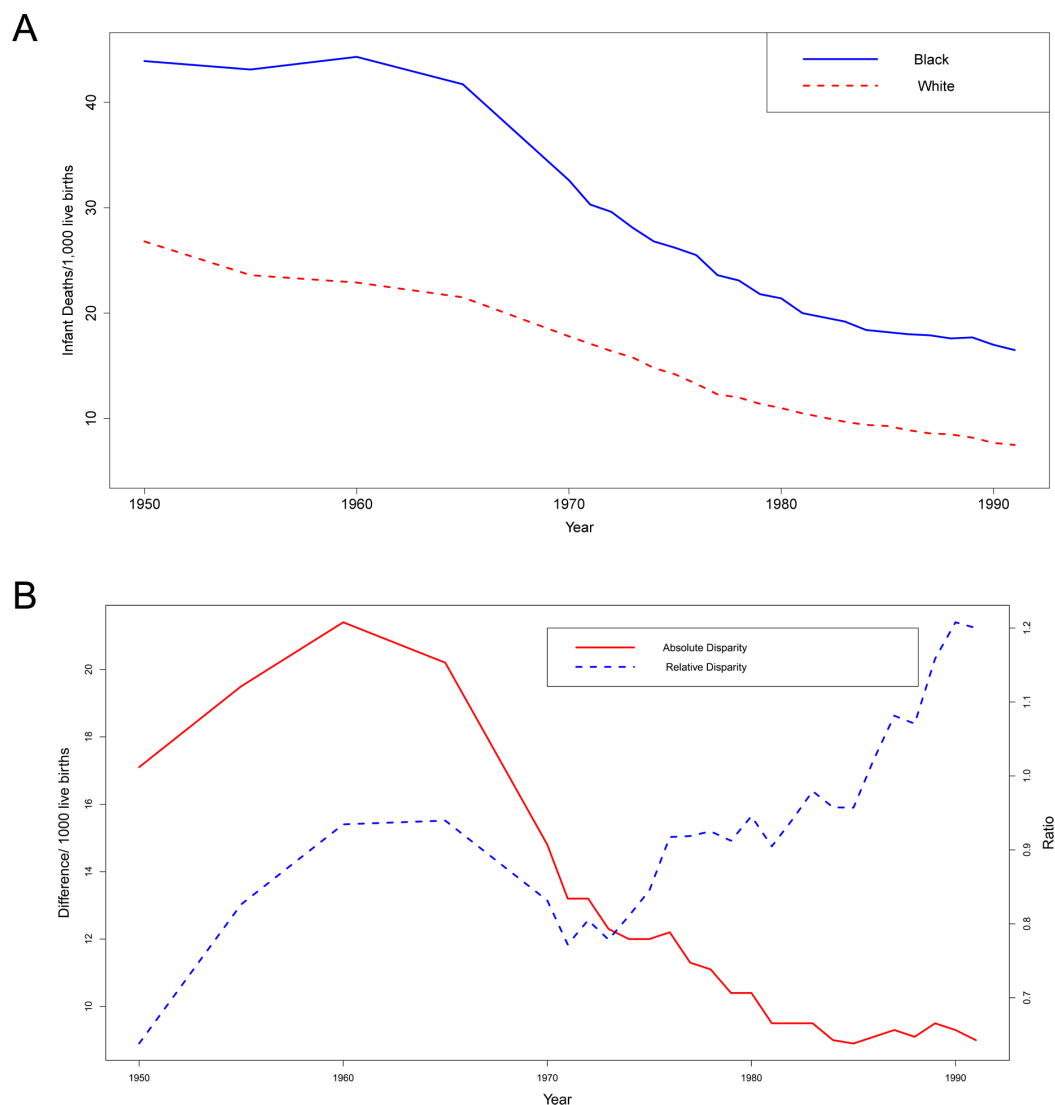 A
Black
White
40
30
20
10
Infant Deaths/1,000 live births
1950 1960 1970 1980 1990
Year
B
Absolute Disparity
Relative Disparity
20
18
16
14
12
10
Difference/ 1000 live births
1.2
1.1
1.0
0.9
0.8
0.7
Ratio
1950 1960 1970 1980 1990
Year